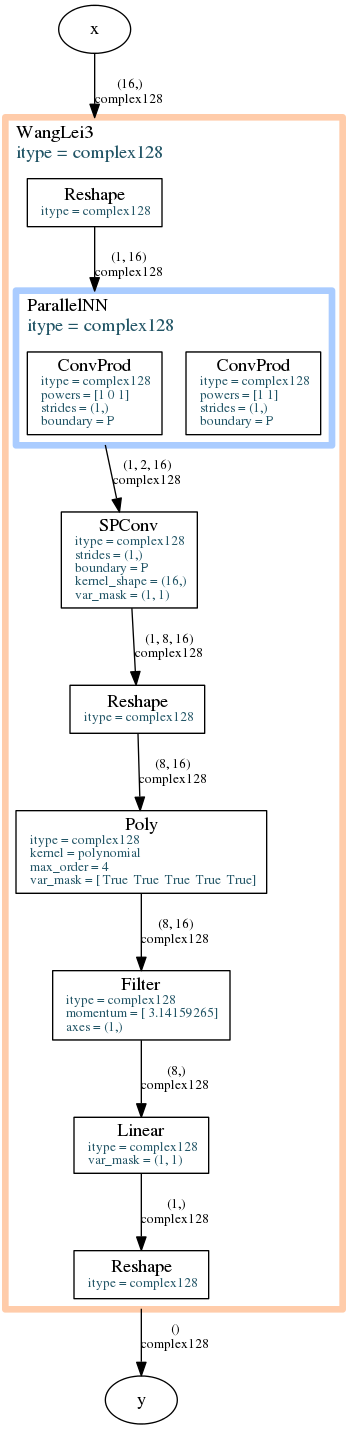 x
(16,)
complex128
WangLei3
itype = complex128
Reshape
itype = complex128
(1, 16)
complex128
ParallelNN
itype = complex128
ConvProd
itype = complex128
powers = [1 0 1]
strides = (1,)
boundary = P
ConvProd
itype = complex128
powers = [1 1]
strides = (1,)
boundary = P
(1, 2, 16)
complex128
SPConv
itype = complex128
strides = (1,)
boundary = P
kernel_shape = (16,)
var_mask = (1, 1)
(1, 8, 16)
complex128
Reshape
itype = complex128
(8, 16)
complex128
Poly
itype = complex128
kernel = polynomial
max_order = 4
var_mask = [ True  True  True  True  True]
(8, 16)
complex128
Filter
itype = complex128
momentum = [ 3.14159265]
axes = (1,)
(8,)
complex128
Linear
itype = complex128
var_mask = (1, 1)
(1,)
complex128
Reshape
itype = complex128
()
complex128
y